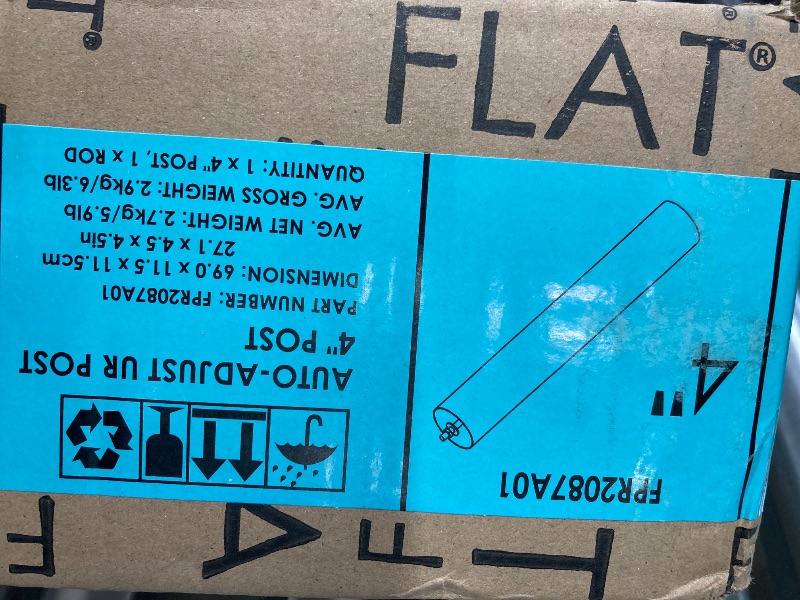 FLAT®
AUTO-ADJUST UR POST
4" POST
PART NUMBER: FPR2087A01
DIMENSION: 69.0 x 11.5 x 11.5cm
27.1 x 4.5 x 4.5in
AVG. NET WEIGHT: 2.7kg/5.9lb
AVG. GROSS WEIGHT: 2.9kg/6.3lb
QUANTITY: 1 x 4" POST, 1 x ROD
FPR2087A01
4"